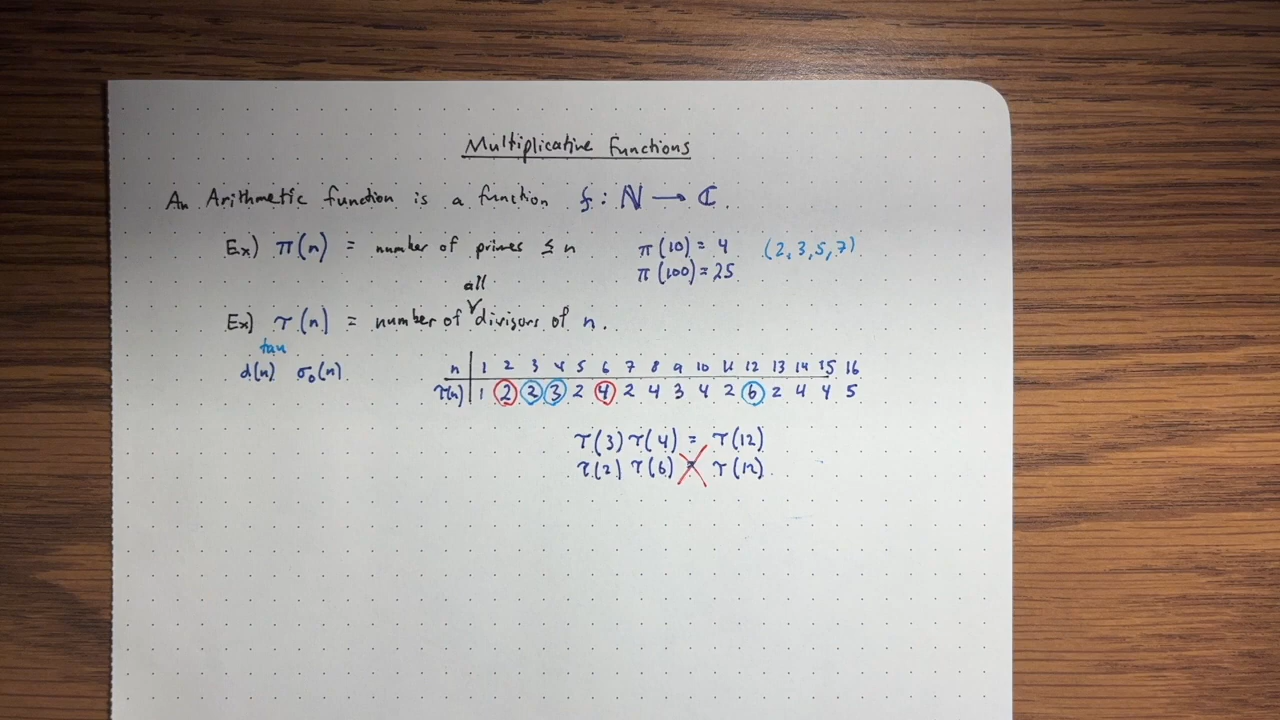 Multiplicative Functions
An Arithmetic function is a function f : ℕ → ℂ.
Ex) π(n) = number of primes ≤ n π(10) = 4 (2,3,5,7)
π(100) = 25
all
Ex) τ(n) = number of divisors of n.
tau
d(n) σ₀(n)
n 1 2 3 4 5 6 7 8 9 10 11 12 13 14 15 16
τ(n) 1 2 2 3 2 4 2 4 3 4 2 6 2 4 4 5
τ(3) τ(4) = τ(12)
τ(2) τ(6) = τ(12)